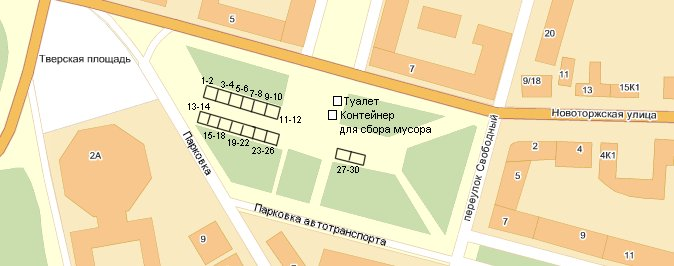 5
20
Тверская площадь
7
9/18
11
13
15К1
1-2
3-4
5-6
7-8
9-10
Туалет
Контейнер
для сбора мусора
Новоторжская улица
13-14
11-12
15-18
19-22
23-26
27-30
Парковка
2А
переулок Свободный
2
4
4К1
5
7
9
11
Парковка автотранспорта
9